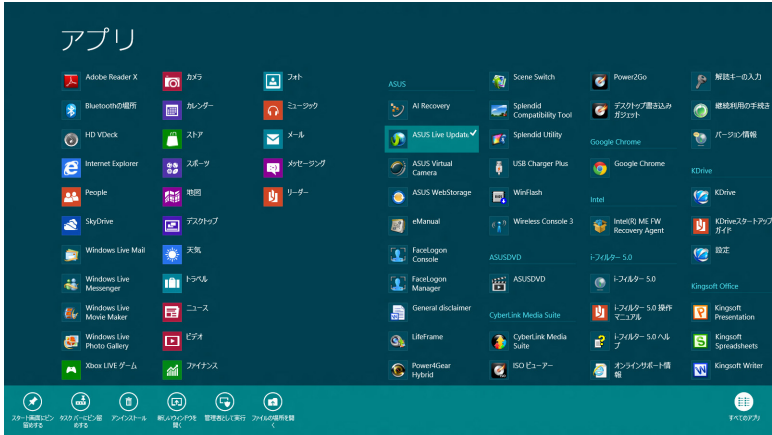 アプリ
Adobe Reader X
Bluetoothの場所
HD VDeck
Internet Explorer
People
SkyDrive
Windows Live Mail
Windows Live
Messenger
Windows Live
Movie Maker
Windows Live
Photo Gallery
Xbox LIVE ゲーム
カメラ
カレンダー
ストア
スポーツ
地図
デスクトップ
天気
トラベル
ニュース
ビデオ
ファイナンス
フォト
ミュージック
メール
メッセージング
リーダー
ASUS
AI Recovery
ASUS Live Update
ASUS Virtual
Camera
ASUS WebStorage
eManual
FaceLogon
Console
FaceLogon
Manager
General disclaimer
LifeFrame
Power4Gear
Hybrid
Scene Switch
Splendid
Compatibility Tool
Splendid Utility
USB Charger Plus
WinFlash
Wireless Console 3
ASUSDVD
ASUSDVD
CyberLink Media Suite
CyberLink Media
Suite
ISO ビューアー
Power2Go
デスクトップ書き込み
ガジェット
Google Chrome
Google Chrome
Intel
Intel(R) ME FW
Recovery Agent
i-フィルター 5.0
i-フィルター 5.0
i-フィルター 5.0 操作
マニュアル
i-フィルター 5.0 ヘル
プ
オンラインサポート情
報
解読キーの入力
継続利用の手続き
バージョン情報
KDrive
KDrive
KDriveスタートアップ
ガイド
設定
Kingsoft Office
Kingsoft
Presentation
Kingsoft
Spreadsheets
Kingsoft Writer
スタート画面にピン
留めする
タスク バーにピン留
めする
アンインストール
新しいウィンドウを
開く
管理者として実行
ファイルの場所を開
く
すべてのアプリ